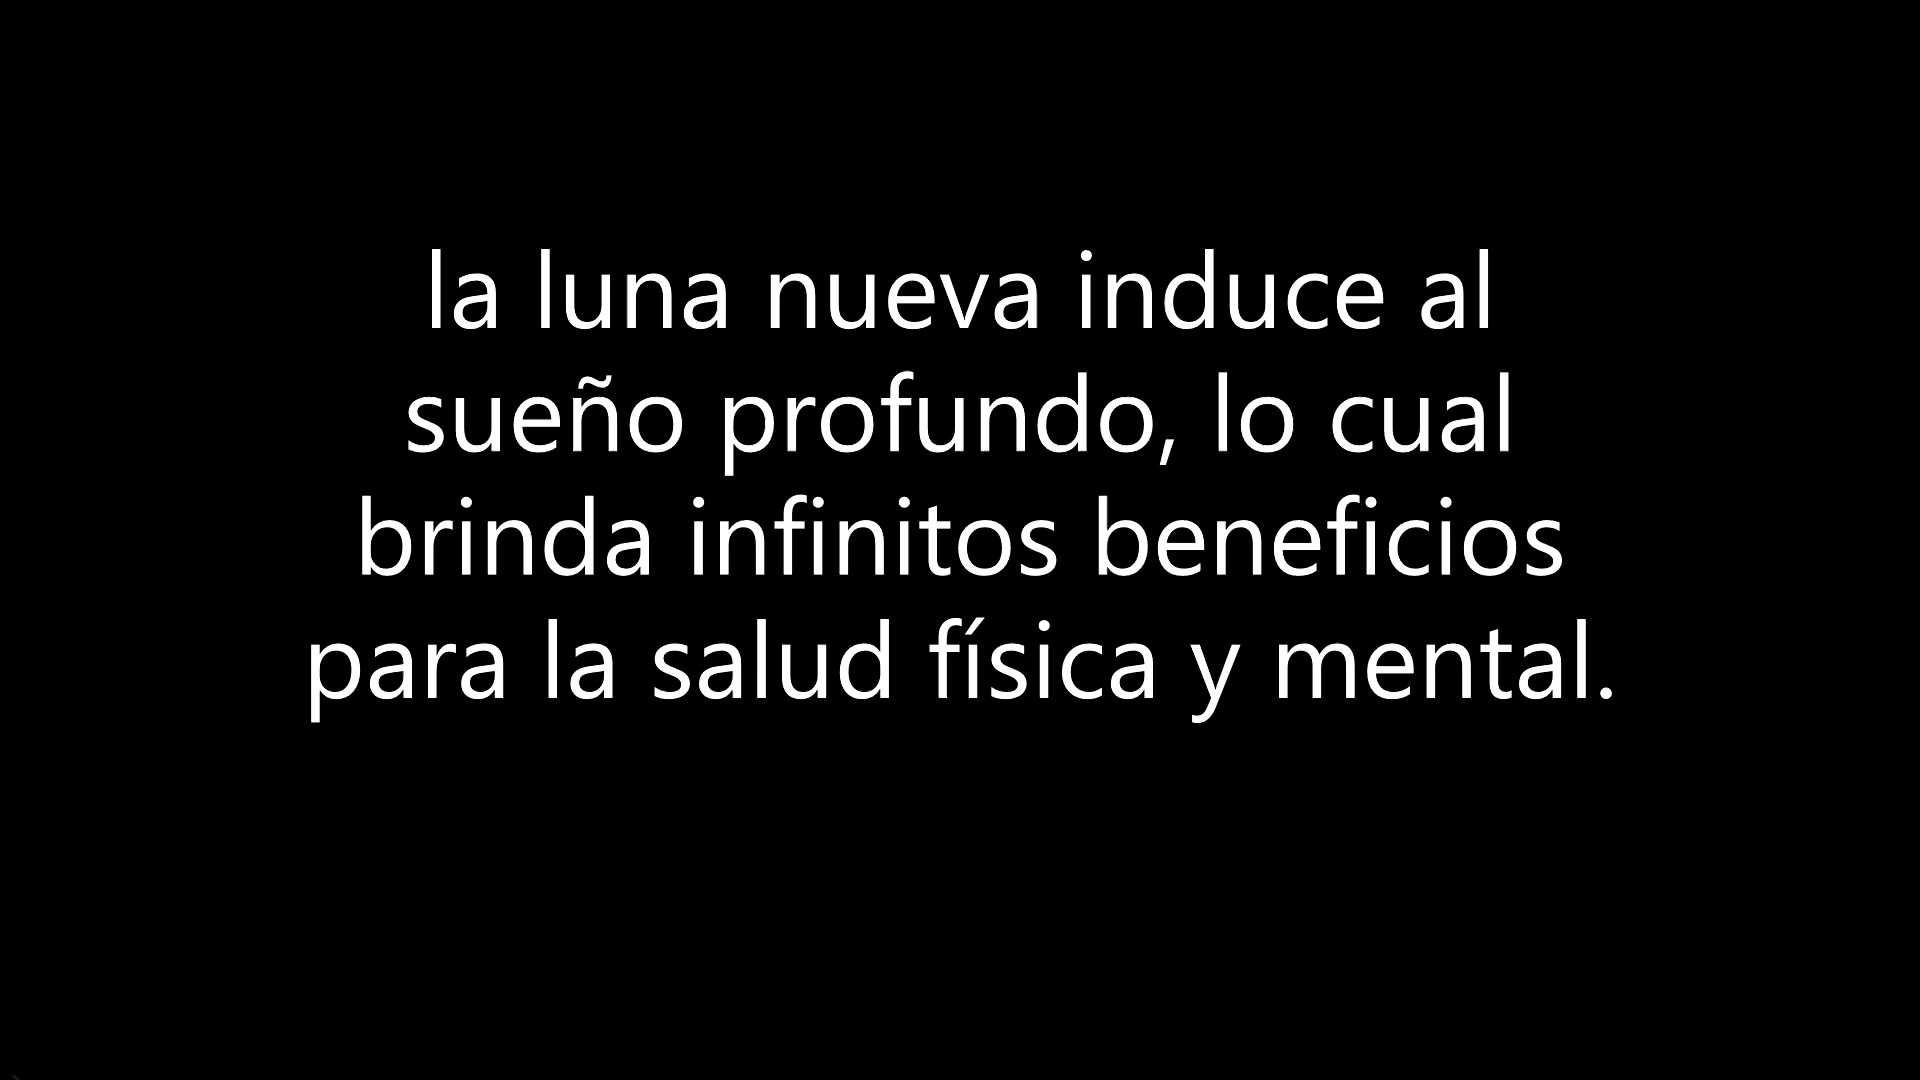 la luna nueva induce al
sueño profundo, lo cual
brinda infinitos beneficios
para la salud física y mental.